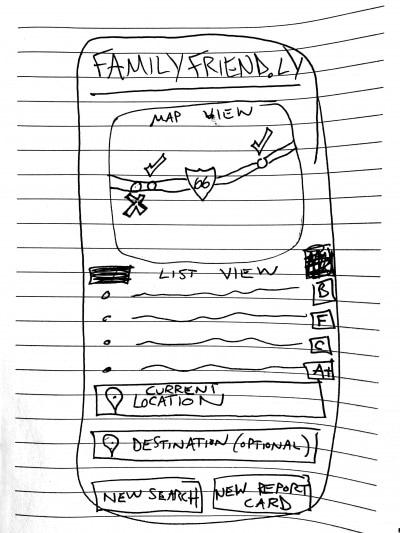 FAMILYFRIEND.LY
MAP VIEW
66
LIST VIEW
B
F
C
A+
CURRENT
LOCATION
DESTINATION (OPTIONAL)
NEW SEARCH
NEW REPORT
CARD